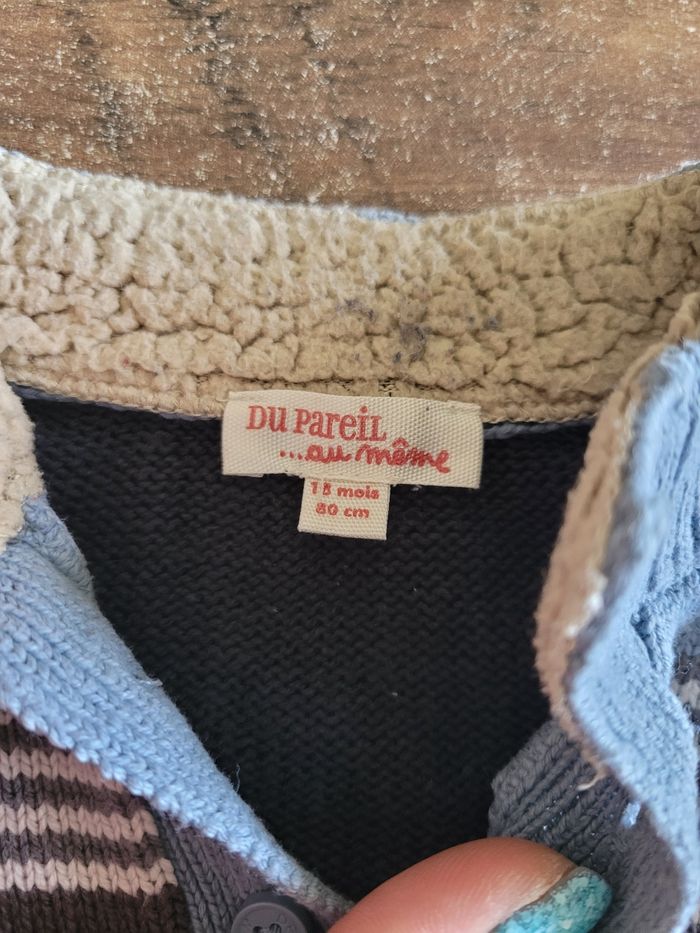 DU PAREIL
...au même
18 mois
80 cm